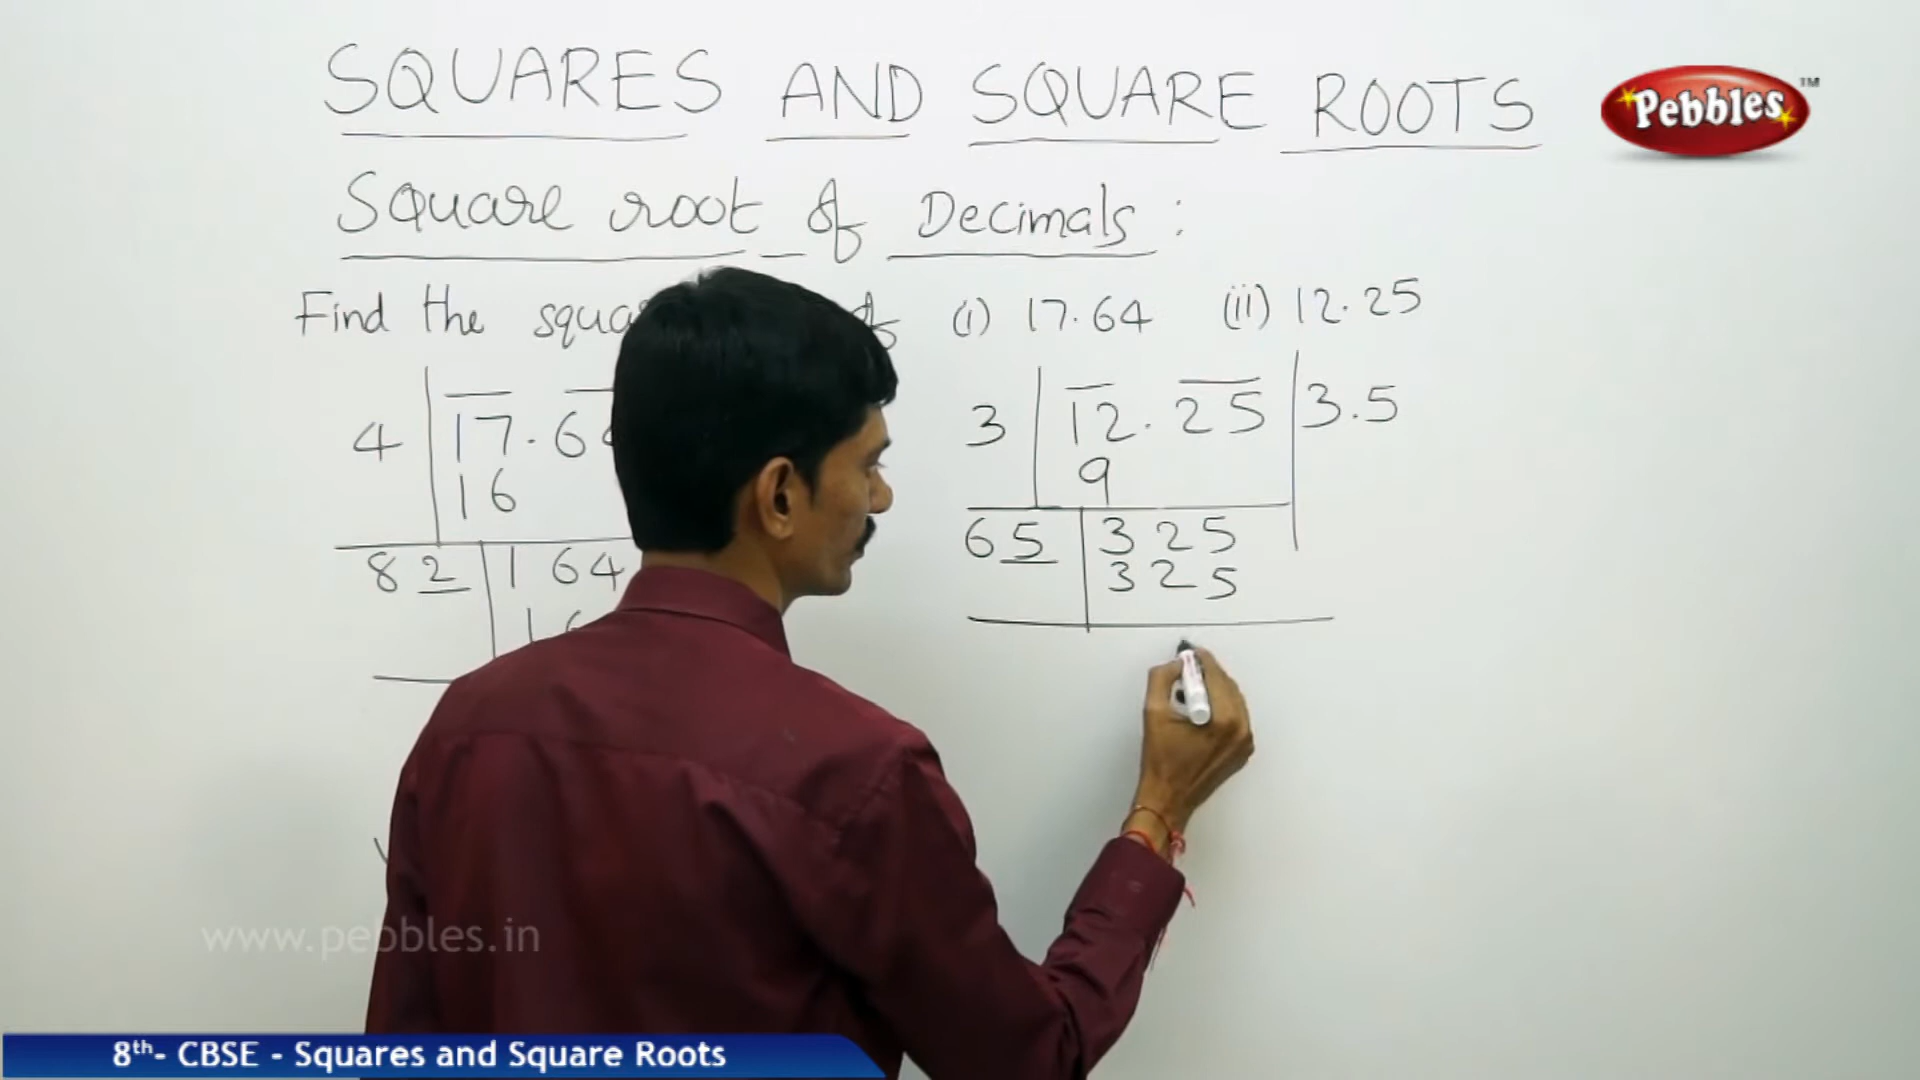 SQUARES AND SQUARE ROOTS
Pebbles TM
Square root of Decimals :
Find the of (i) 17.64 (ii) 12.25
4 17.6
16
82 164
3 12.25 3.5
9
65 325
325
www.pebbles.in
8th- CBSE - Squares and Square Roots